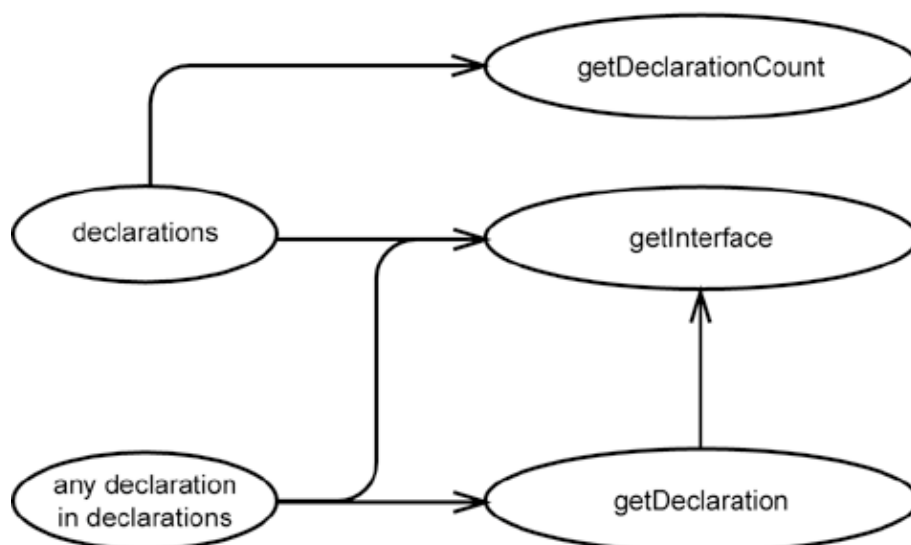 getDeclarationCount
declarations
getInterface
any declaration
in declarations
getDeclaration